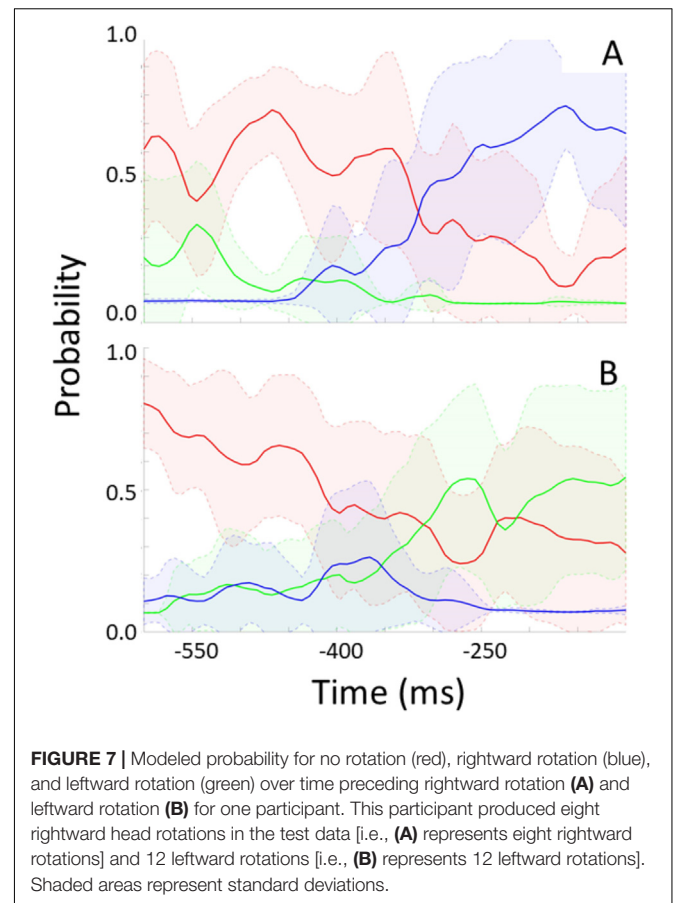 1.0
A
0.5
0.0
1.0
B
0.5
0.0
Probability
-550 -400 -250
Time (ms)
FIGURE 7 | Modeled probability for no rotation (red), rightward rotation (blue),
and leftward rotation (green) over time preceding rightward rotation (A) and
leftward rotation (B) for one participant. This participant produced eight
rightward head rotations in the test data [i.e., (A) represents eight rightward
rotations] and 12 leftward rotations [i.e., (B) represents 12 leftward rotations].
Shaded areas represent standard deviations.